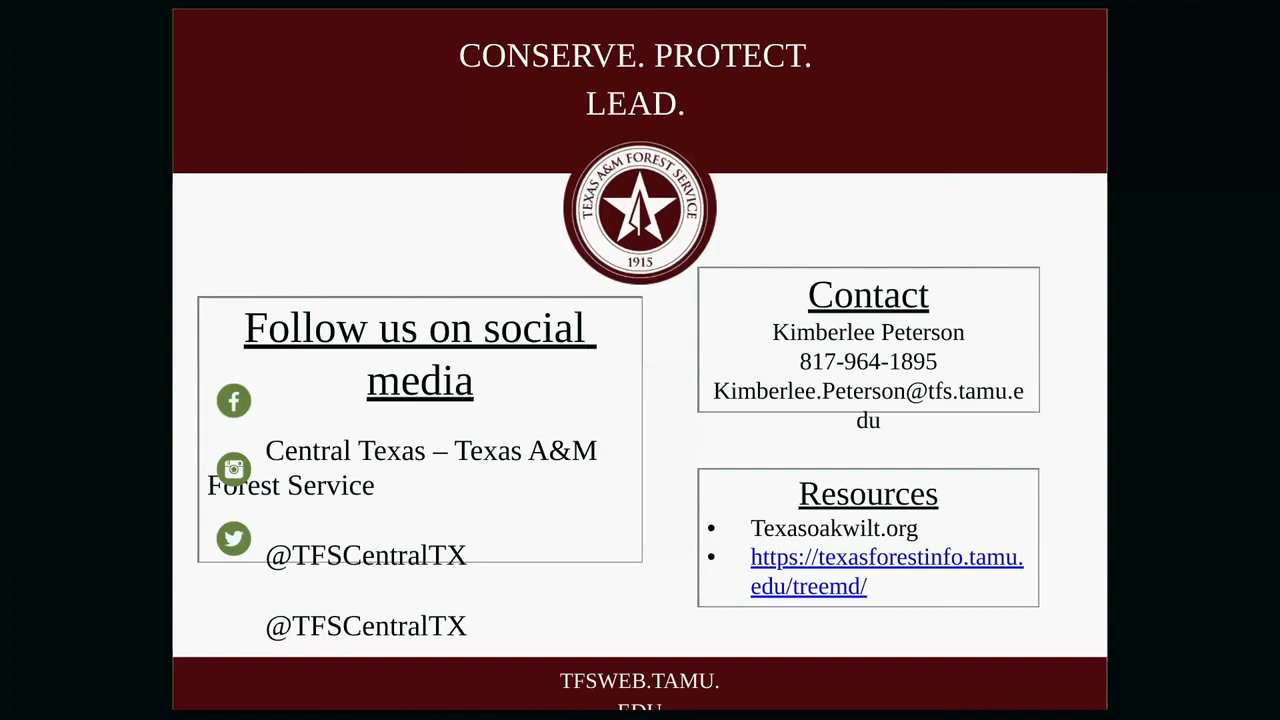 CONSERVE. PROTECT.
LEAD.
TEXAS A&M FOREST SERVICE
1915
Follow us on social
media
Central Texas – Texas A&M
Forest Service
@TFSCentralTX
@TFSCentralTX
Contact
Kimberlee Peterson
817-964-1895
Kimberlee.Peterson@tfs.tamu.e
du
Resources
• Texasoakwilt.org
• https://texasforestinfo.tamu.
edu/treemd/
TFSWEB.TAMU.
EDU